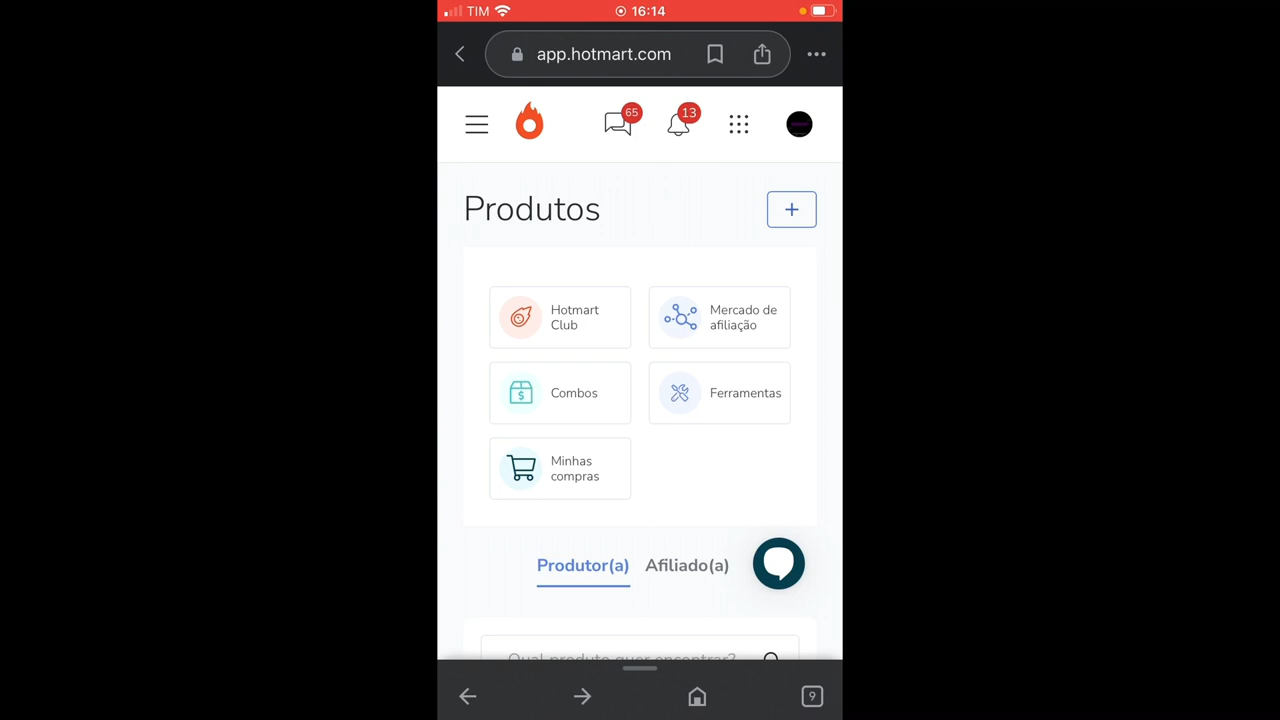 TIM 16:14
app.hotmart.com
65 13
Produtos
+
Hotmart
Club
Mercado de
afiliação
Combos
Ferramentas
Minhas
compras
Produtor(a) Afiliado(a)
Qual produto quer encontrar?
9